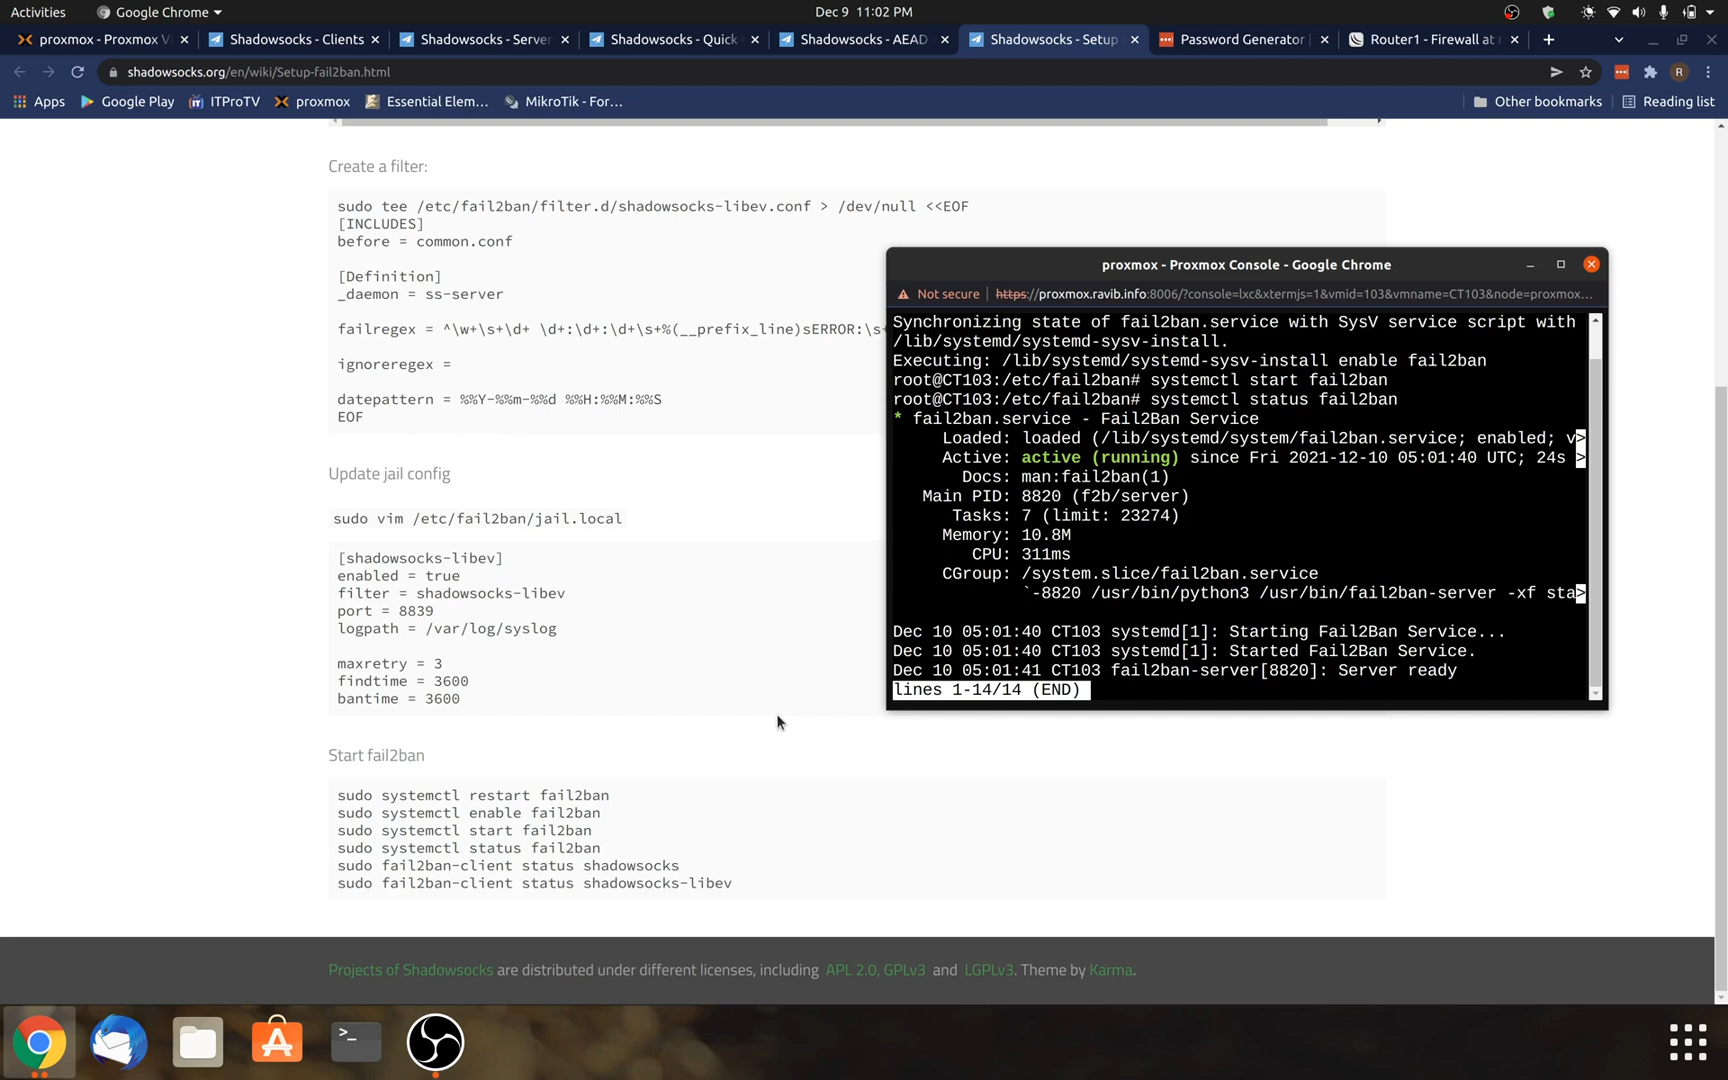 Activities
Google Chrome
Dec 9 11:02 PM
proxmox - Proxmox V
Shadowsocks - Clients
Shadowsocks - Server
Shadowsocks - Quick
Shadowsocks - AEAD
Shadowsocks - Setup
Password Generator
Router1 - Firewall at
shadowsocks.org/en/wiki/Setup-fail2ban.html
R
Apps
Google Play
ITProTV
proxmox
Essential Elem...
MikroTik - For...
Other bookmarks
Reading list
Create a filter:
sudo tee /etc/fail2ban/filter.d/shadowsocks-libev.conf > /dev/null <<EOF
[INCLUDES]
before = common.conf
[Definition]
_daemon = ss-server
failregex = ^\w+\s+\d+ \d+:\d+:\d+\s+%(__prefix_line)sERROR:\s+
ignoreregex =
datepattern = %%Y-%%m-%%d %%H:%%M:%%S
EOF
Update jail config
sudo vim /etc/fail2ban/jail.local
[shadowsocks-libev]
enabled = true
filter = shadowsocks-libev
port = 8839
logpath = /var/log/syslog
maxretry = 3
findtime = 3600
bantime = 3600
Start fail2ban
sudo systemctl restart fail2ban
sudo systemctl enable fail2ban
sudo systemctl start fail2ban
sudo systemctl status fail2ban
sudo fail2ban-client status shadowsocks
sudo fail2ban-client status shadowsocks-libev
Projects of Shadowsocks are distributed under different licenses, including APL 2.0, GPLv3 and LGPLv3. Theme by Karma.
proxmox - Proxmox Console - Google Chrome
Not secure | https://proxmox.ravib.info:8006/?console=lxc&xtermjs=1&vmid=103&vmname=CT103&node=proxmox...
Synchronizing state of fail2ban.service with SysV service script with
/lib/systemd/systemd-sysv-install.
Executing: /lib/systemd/systemd-sysv-install enable fail2ban
root@CT103:/etc/fail2ban# systemctl start fail2ban
root@CT103:/etc/fail2ban# systemctl status fail2ban
* fail2ban.service - Fail2Ban Service
Loaded: loaded (/lib/systemd/system/fail2ban.service; enabled; v>
Active: active (running) since Fri 2021-12-10 05:01:40 UTC; 24s >
Docs: man:fail2ban(1)
Main PID: 8820 (f2b/server)
Tasks: 7 (limit: 23274)
Memory: 10.8M
CPU: 311ms
CGroup: /system.slice/fail2ban.service
`-8820 /usr/bin/python3 /usr/bin/fail2ban-server -xf sta>
Dec 10 05:01:40 CT103 systemd[1]: Starting Fail2Ban Service...
Dec 10 05:01:40 CT103 systemd[1]: Started Fail2Ban Service.
Dec 10 05:01:41 CT103 fail2ban-server[8820]: Server ready
lines 1-14/14 (END)